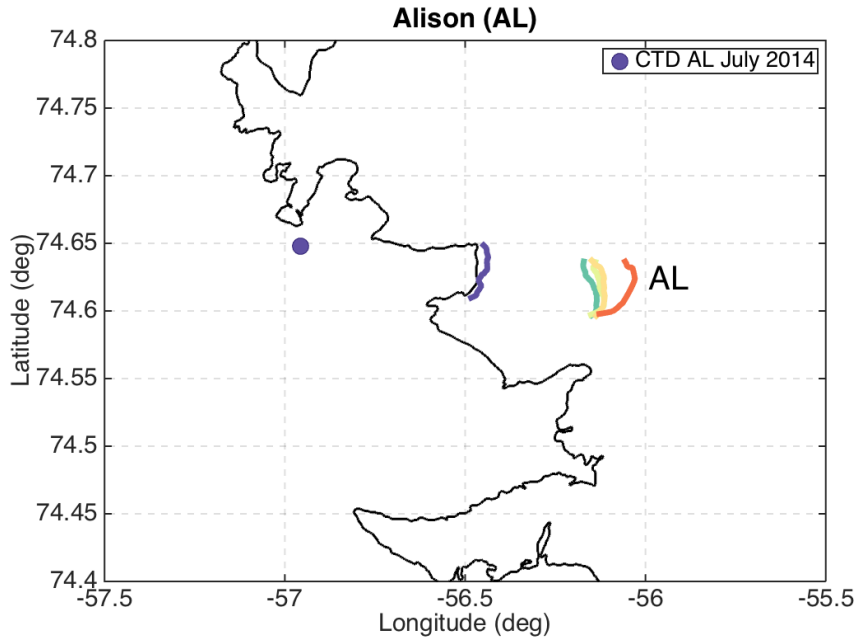 Alison (AL)
CTD AL July 2014
74.8
74.75
74.7
74.65
74.6
74.55
74.5
74.45
74.4
Latitude (deg)
AL
-57.5
-57
-56.5
-56
-55.5
Longitude (deg)